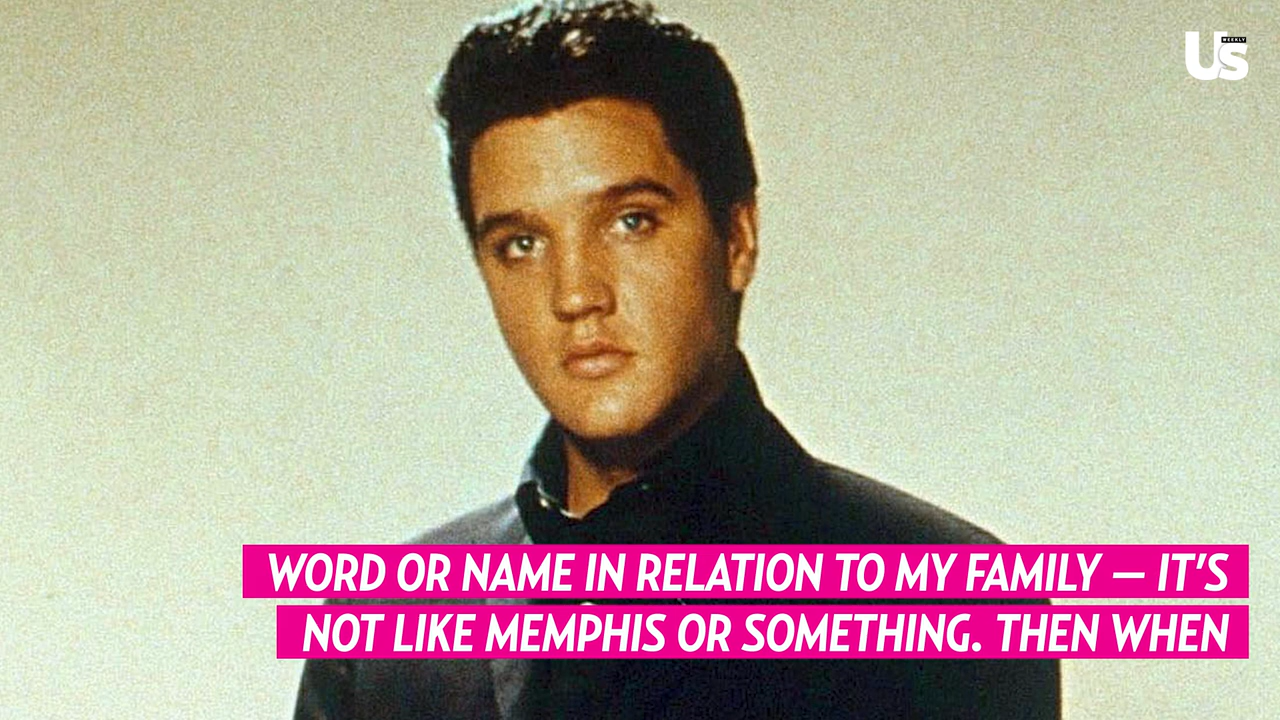 Us
WEEKLY
WORD OR NAME IN RELATION TO MY FAMILY — IT'S
NOT LIKE MEMPHIS OR SOMETHING. THEN WHEN